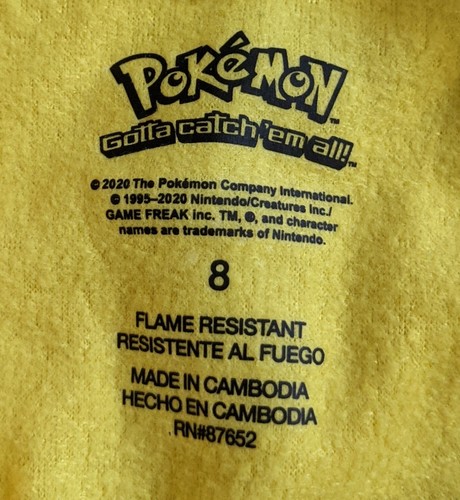 POKéMON™
Gotta catch 'em all!™
© 2020 The Pokémon Company International.
© 1995–2020 Nintendo/Creatures inc./
GAME FREAK inc. TM, ®, and character
names are trademarks of Nintendo.
8
FLAME RESISTANT
RESISTENTE AL FUEGO
MADE IN CAMBODIA
HECHO EN CAMBODIA
RN#87652